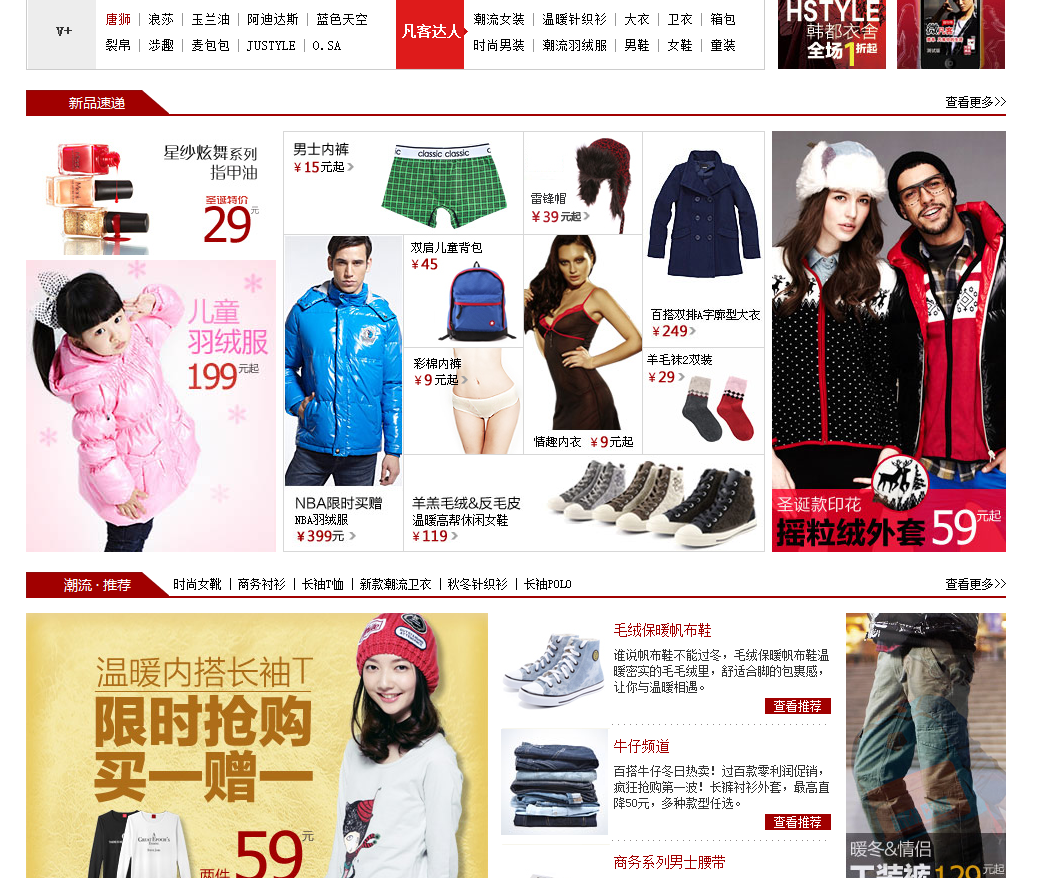 V+
唐狮 | 浪莎 | 玉兰油 | 阿迪达斯 | 蓝色天空
裂帛 | 涉趣 | 麦包包 | JUSTYLE | O.SA
凡客达人
潮流女装 | 温暖针织衫 | 大衣 | 卫衣 | 箱包
时尚男装 | 潮流羽绒服 | 男鞋 | 女鞋 | 童装
HSTYLE
韩都衣舍
全场1折起
新品速递
查看更多>>
星纱炫舞系列
指甲油
圣诞特价
29元
儿童
羽绒服
199元起
男士内裤
¥15元起>
classic classic
雷锋帽
¥39元起>
双肩儿童背包
¥45
彩棉内裤
¥9元起>
情趣内衣 ¥9元起
百搭双排A字廓型大衣
¥249>
羊毛袜2双装
¥29>
NBA限时买赠
NBA羽绒服
¥399元>
羊羔毛绒&反毛皮
温暖高帮休闲女鞋
¥119>
圣诞款印花
摇粒绒外套59元起
潮流·推荐
时尚女靴 | 商务衬衫 | 长袖T恤 | 新款潮流卫衣 | 秋冬针织衫 | 长袖POLO
查看更多>>
温暖内搭长袖T
限时抢购
买一赠一
两件59元
毛绒保暖帆布鞋
谁说帆布鞋不能过冬，毛绒保暖帆布鞋温
暖密实的毛毛绒里，舒适合脚的包裹感，
让你与温暖相遇。
查看推荐
牛仔频道
百搭牛仔冬日热卖！过百款零利润促销，
疯狂抢购第一波！长裤衬衫外套，最高直
降50元，多种款型任选。
查看推荐
商务系列男士腰带
暖冬&情侣
工装裤129元起